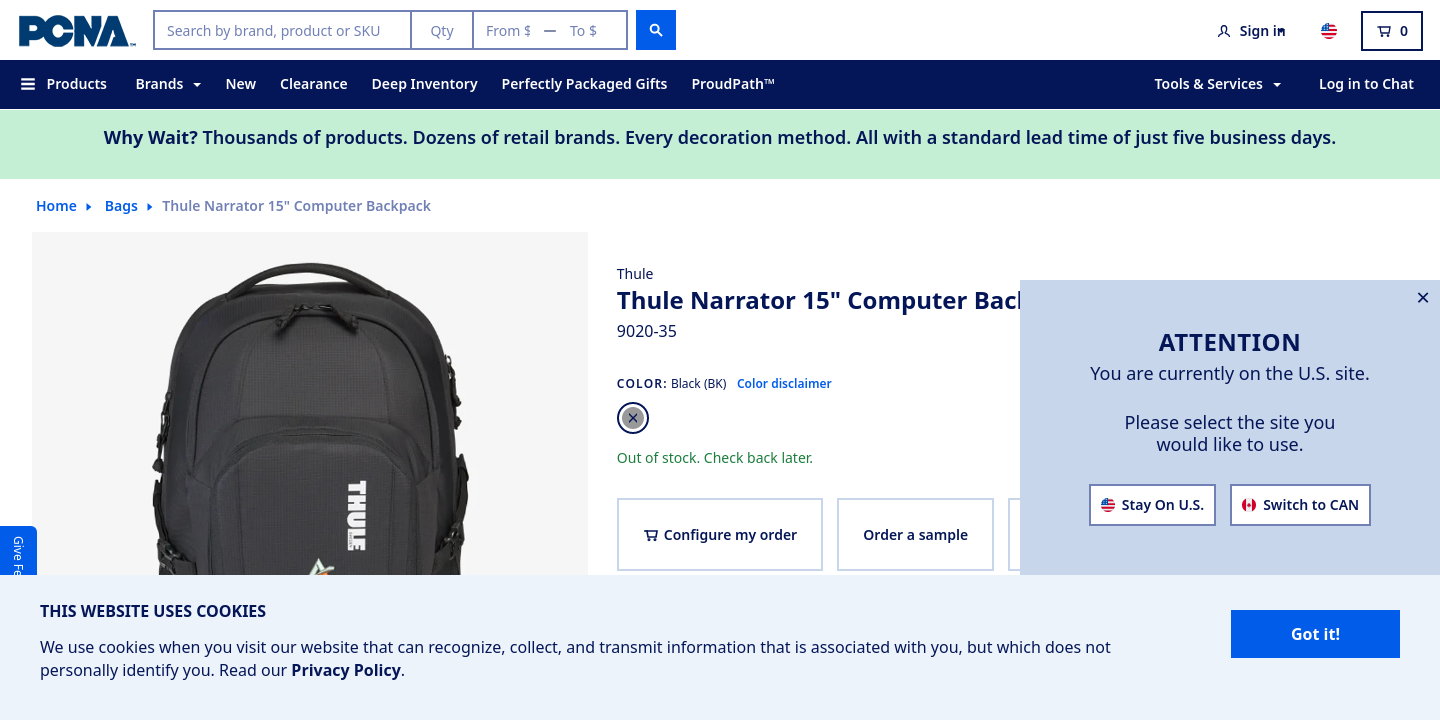 PCNA™
Search by brand, product or SKU
Qty
From $ — To $
Sign in
0
Products
Brands
New
Clearance
Deep Inventory
Perfectly Packaged Gifts
ProudPath™
Tools & Services
Log in to Chat
Why Wait? Thousands of products. Dozens of retail brands. Every decoration method. All with a standard lead time of just five business days.
Home
Bags
Thule Narrator 15" Computer Backpack
THULE
Thule
Thule Narrator 15" Computer
9020-35
COLOR: Black (BK) Color disclaimer
Out of stock. Check back later.
Configure my order
Order a sample
ATTENTION
You are currently on the U.S. site.
Please select the site you
would like to use.
Stay On U.S.
Switch to CAN
Give
THIS WEBSITE USES COOKIES
We use cookies when you visit our website that can recognize, collect, and transmit information that is associated with you, but which does not
personally identify you. Read our Privacy Policy.
Got it!